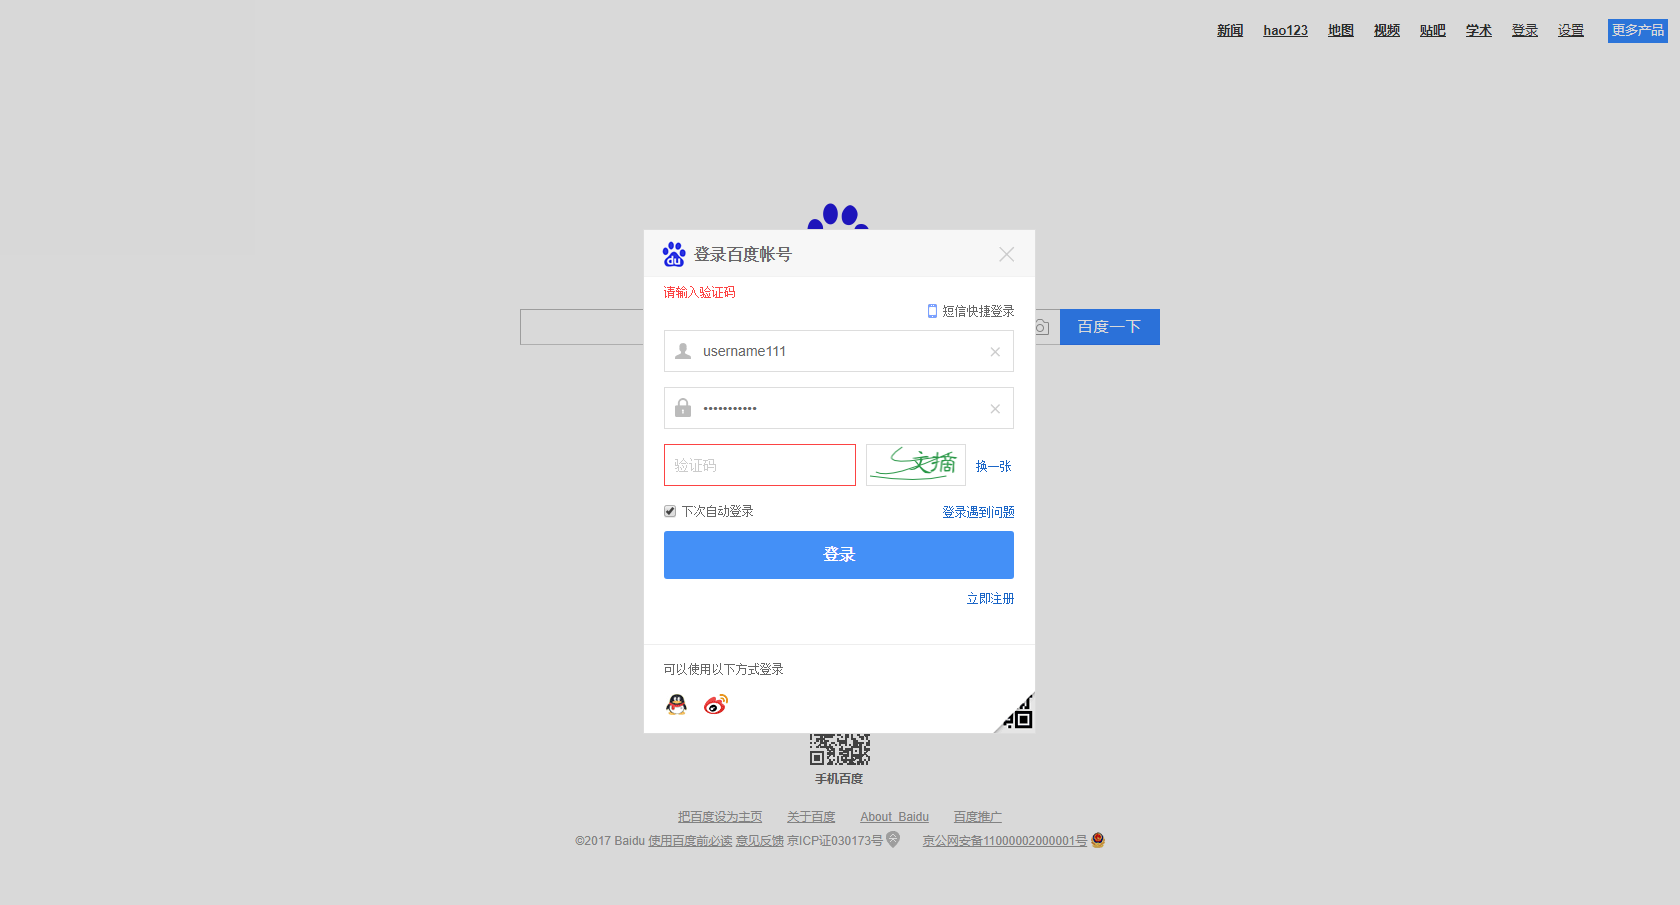 新闻 hao123 地图 视频 贴吧 学术 登录 设置 更多产品
du 登录百度帐号
请输入验证码
短信快捷登录
username111
百度一下
•••••••••••
验证码 文摘 换一张
下次自动登录 登录遇到问题
登录
立即注册
可以使用以下方式登录
手机百度
把百度设为主页 关于百度 About Baidu 百度推广
©2017 Baidu 使用百度前必读 意见反馈 京ICP证030173号 京公网安备11000002000001号